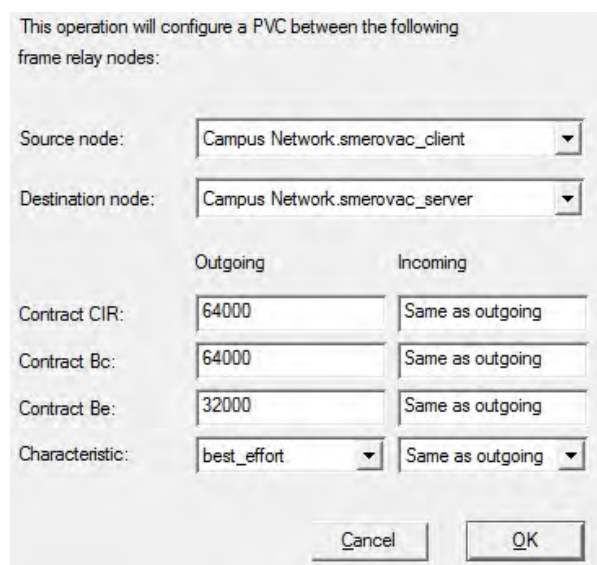 This operation will configure a PVC between the following
frame relay nodes:
Source node: Campus Network.smerovac_client
Destination node: Campus Network.smerovac_server
Outgoing Incoming
Contract CIR: 64000 Same as outgoing
Contract Bc: 64000 Same as outgoing
Contract Be: 32000 Same as outgoing
Characteristic: best_effort Same as outgoing
Cancel OK